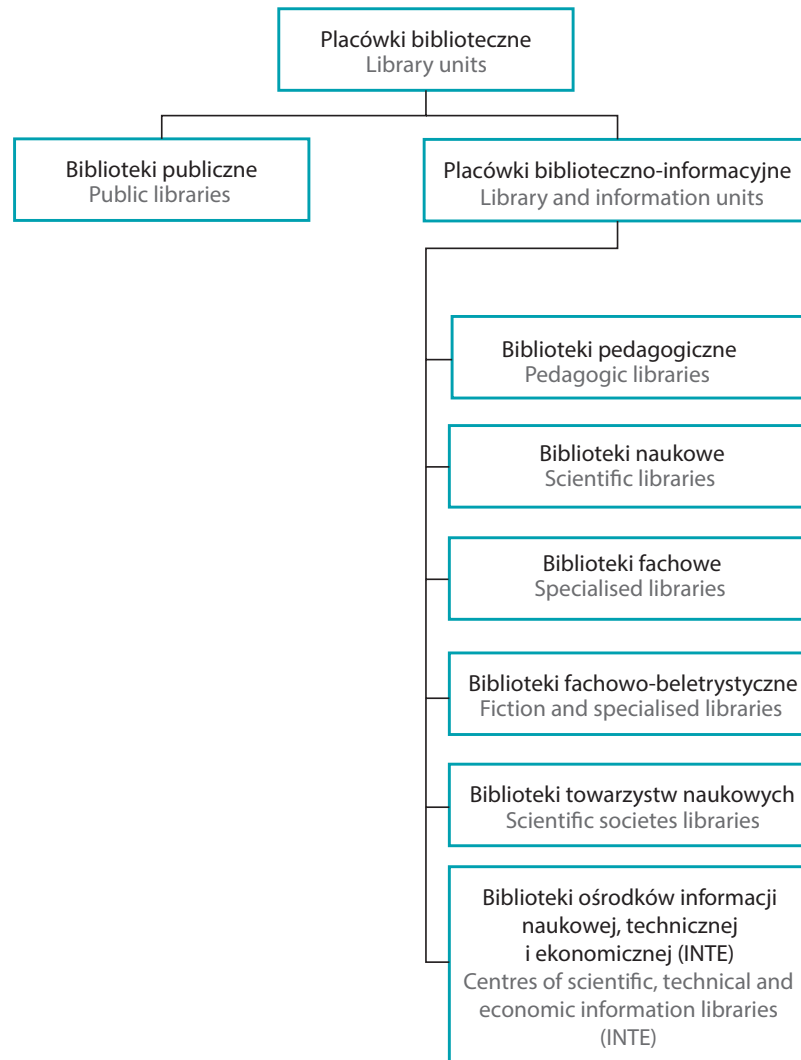 Placówki biblioteczne
Library units
Biblioteki publiczne
Public libraries
Placówki biblioteczno-informacyjne
Library and information units
Biblioteki pedagogiczne
Pedagogic libraries
Biblioteki naukowe
Scientific libraries
Biblioteki fachowe
Specialised libraries
Biblioteki fachowo-beletrystyczne
Fiction and specialised libraries
Biblioteki towarzystw naukowych
Scientific societes libraries
Biblioteki ośrodków informacji
naukowej, technicznej
i ekonomicznej (INTE)
Centres of scientific, technical and
economic information libraries
(INTE)